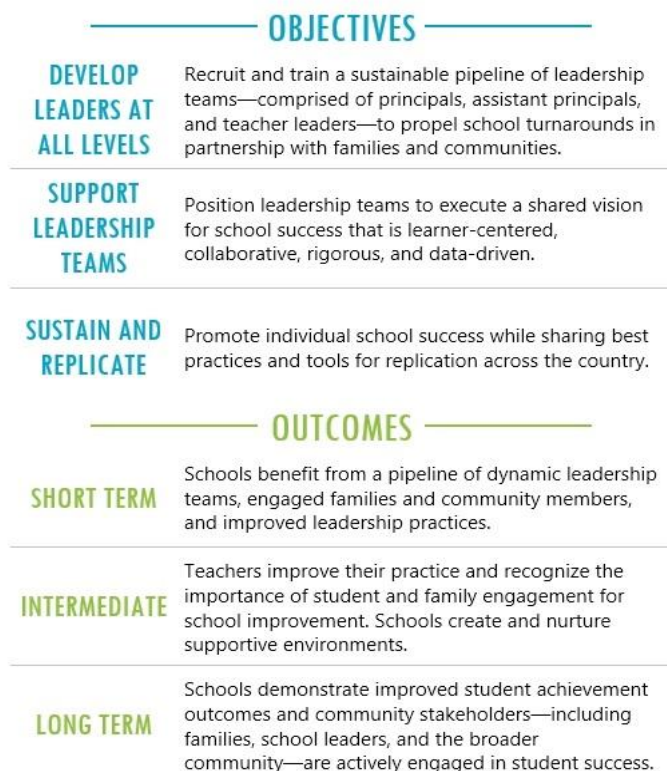 OBJECTIVES
DEVELOP
LEADERS AT
ALL LEVELS
Recruit and train a sustainable pipeline of leadership
teams—comprised of principals, assistant principals,
and teacher leaders—to propel school turnarounds in
partnership with families and communities.
SUPPORT
LEADERSHIP
TEAMS
Position leadership teams to execute a shared vision
for school success that is learner-centered,
collaborative, rigorous, and data-driven.
SUSTAIN AND
REPLICATE
Promote individual school success while sharing best
practices and tools for replication across the country.
OUTCOMES
SHORT TERM
Schools benefit from a pipeline of dynamic leadership
teams, engaged families and community members,
and improved leadership practices.
INTERMEDIATE
Teachers improve their practice and recognize the
importance of student and family engagement for
school improvement. Schools create and nurture
supportive environments.
LONG TERM
Schools demonstrate improved student achievement
outcomes and community stakeholders—including
families, school leaders, and the broader
community—are actively engaged in student success.